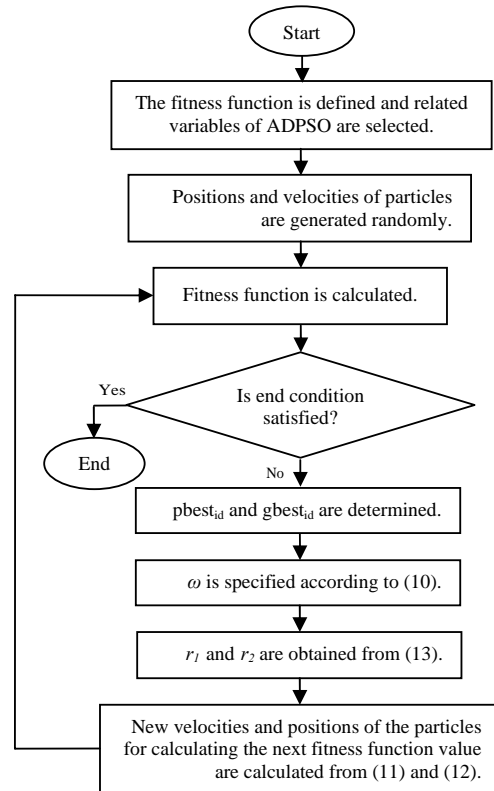 Start
The fitness function is defined and related
variables of ADPSO are selected.
Positions and velocities of particles
are generated randomly.
Fitness function is calculated.
Yes
Is end condition
satisfied?
End
No
pbestid and gbestid are determined.
ω is specified according to (10).
r1 and r2 are obtained from (13).
New velocities and positions of the particles
for calculating the next fitness function value
are calculated from (11) and (12).